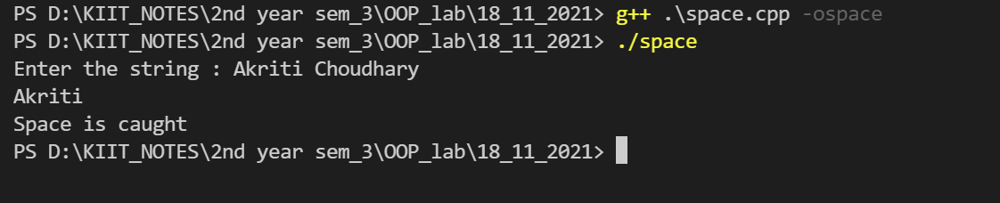 PS D:\KIIT_NOTES\2nd year sem_3\OOP_lab\18_11_2021> g++ .\space.cpp -ospace
PS D:\KIIT_NOTES\2nd year sem_3\OOP_lab\18_11_2021> ./space
Enter the string : Akriti Choudhary
Akriti
Space is caught
PS D:\KIIT_NOTES\2nd year sem_3\OOP_lab\18_11_2021>